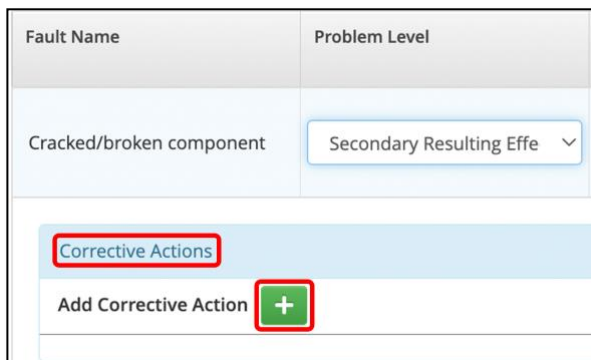 Fault Name Problem Level
Cracked/broken component Secondary Resulting Effe
Corrective Actions
Add Corrective Action +